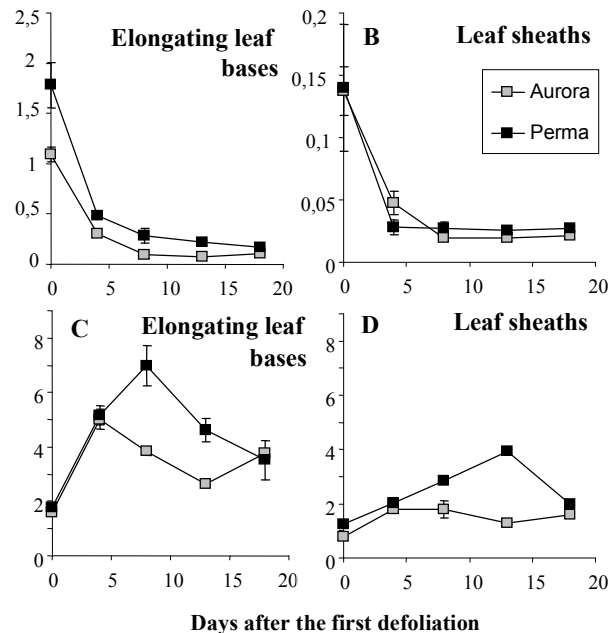 2,5
2
1,5
1
0,5
0
Elongating leaf
bases
0 5 10 15 20
0,2
0,15
0,1
0,05
0
B
Leaf sheaths
Aurora
Perma
0 5 10 15 20
8
6
4
2
0
C
Elongating leaf
bases
0 5 10 15 20
8
6
4
2
0
D
Leaf sheaths
0 5 10 15 20
Days after the first defoliation